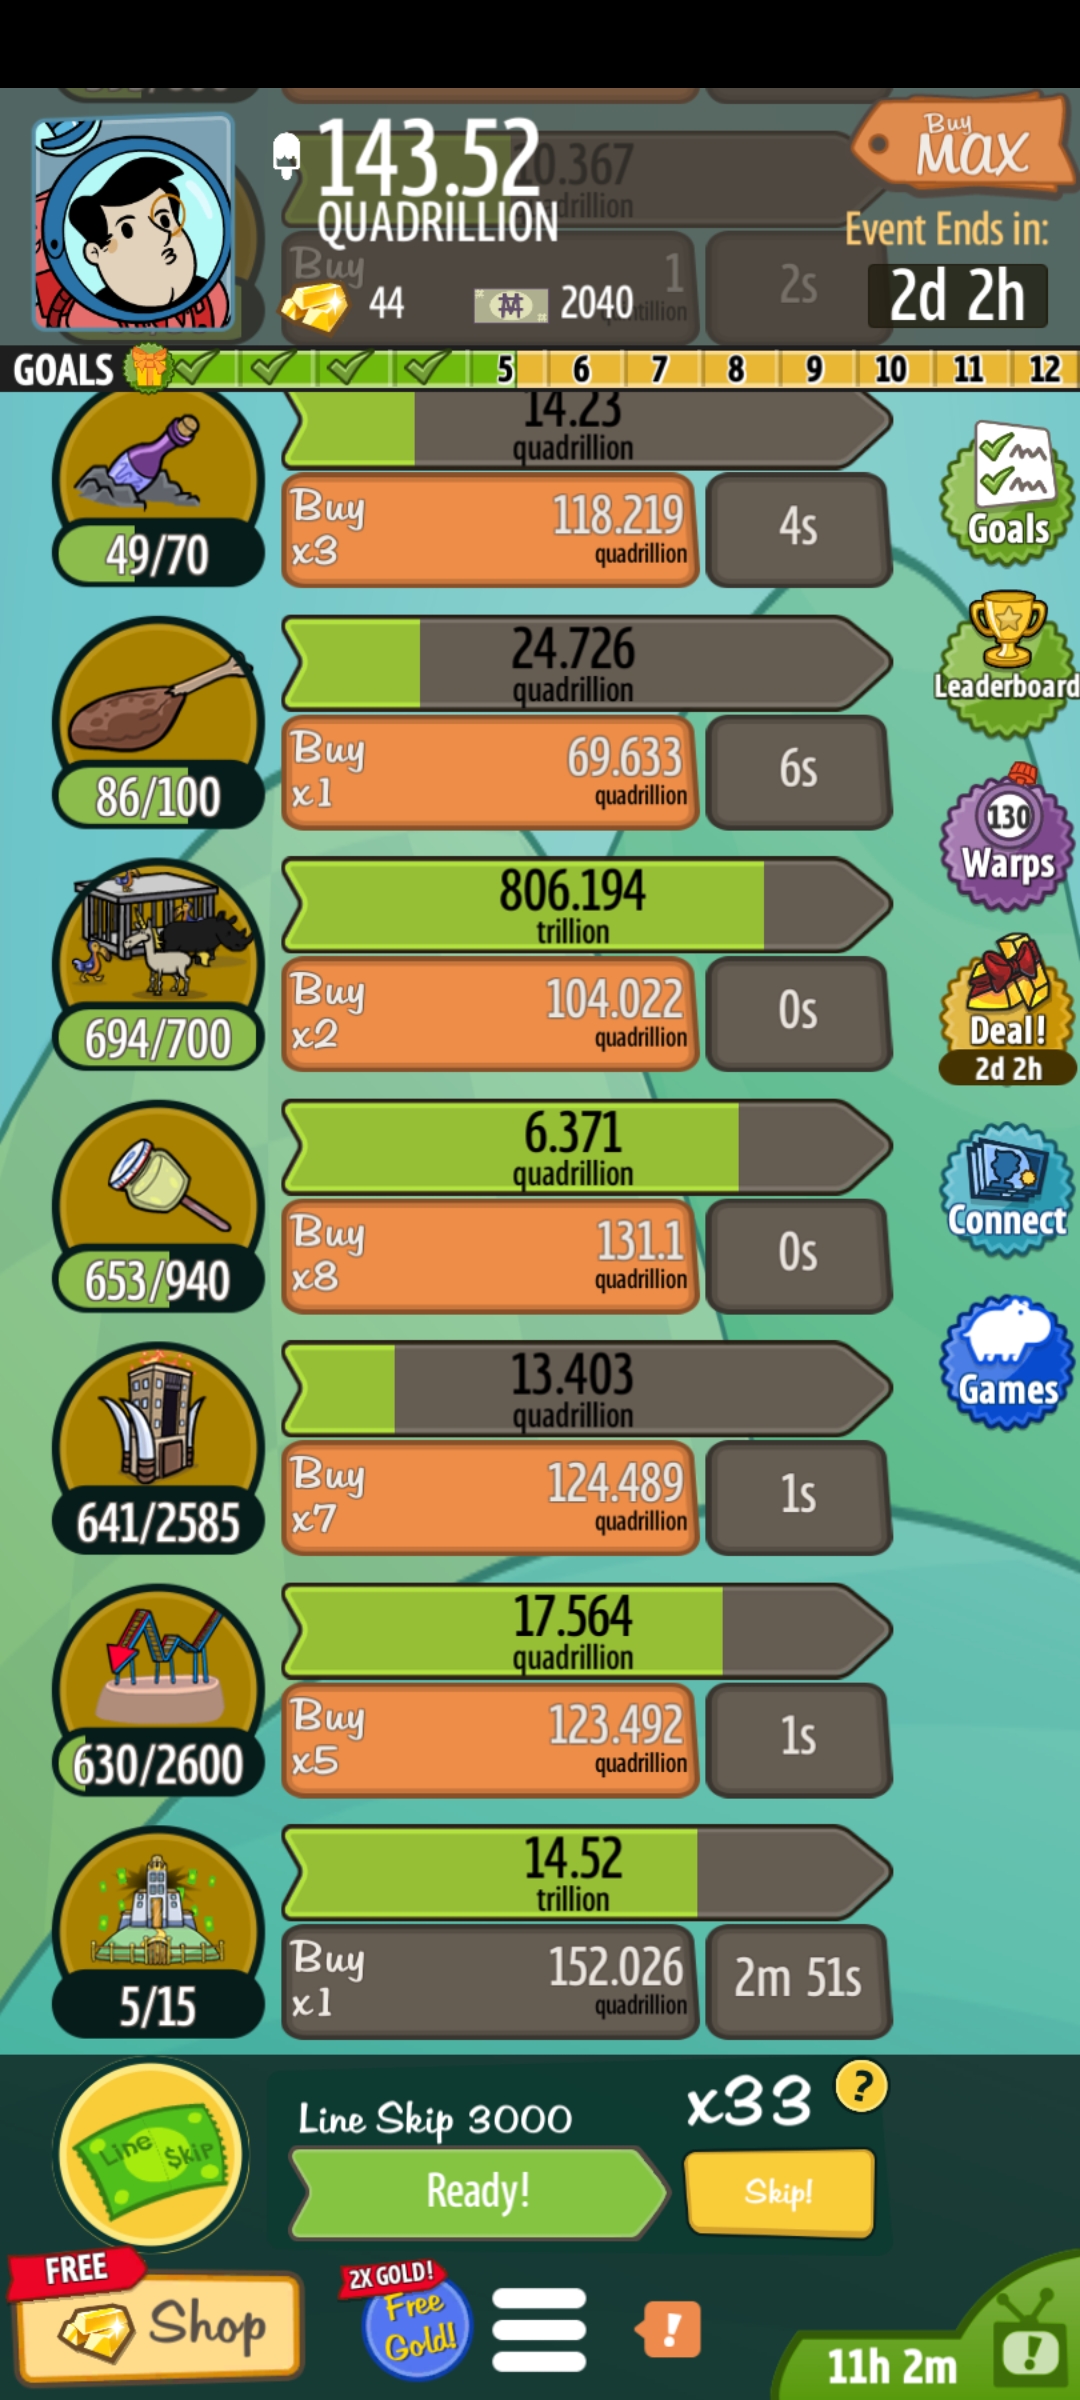 143.52
QUADRILLION
44
2040
Buy
MAX
Event Ends in:
2d 2h
0.367
Buy
1
2s
GOALS
5 6 7 8 9 10 11 12
14.23
quadrillion
49/70
Buy
x3
118.219
quadrillion
4s
Goals
24.726
quadrillion
86/100
Buy
x1
69.633
quadrillion
6s
Leaderboard
130
Warps
806.194
trillion
694/700
Buy
x2
104.022
quadrillion
0s
Deal!
2d 2h
6.371
quadrillion
653/940
Buy
x8
131.1
quadrillion
0s
Connect
13.403
quadrillion
641/2585
Buy
x7
124.489
quadrillion
1s
Games
17.564
quadrillion
630/2600
Buy
x5
123.492
quadrillion
1s
14.52
trillion
5/15
Buy
x1
152.026
quadrillion
2m 51s
Line Skip
Line Skip 3000
x33
?
Ready!
Skip!
FREE
Shop
2X GOLD!
Free
Gold!
!
11h 2m
!